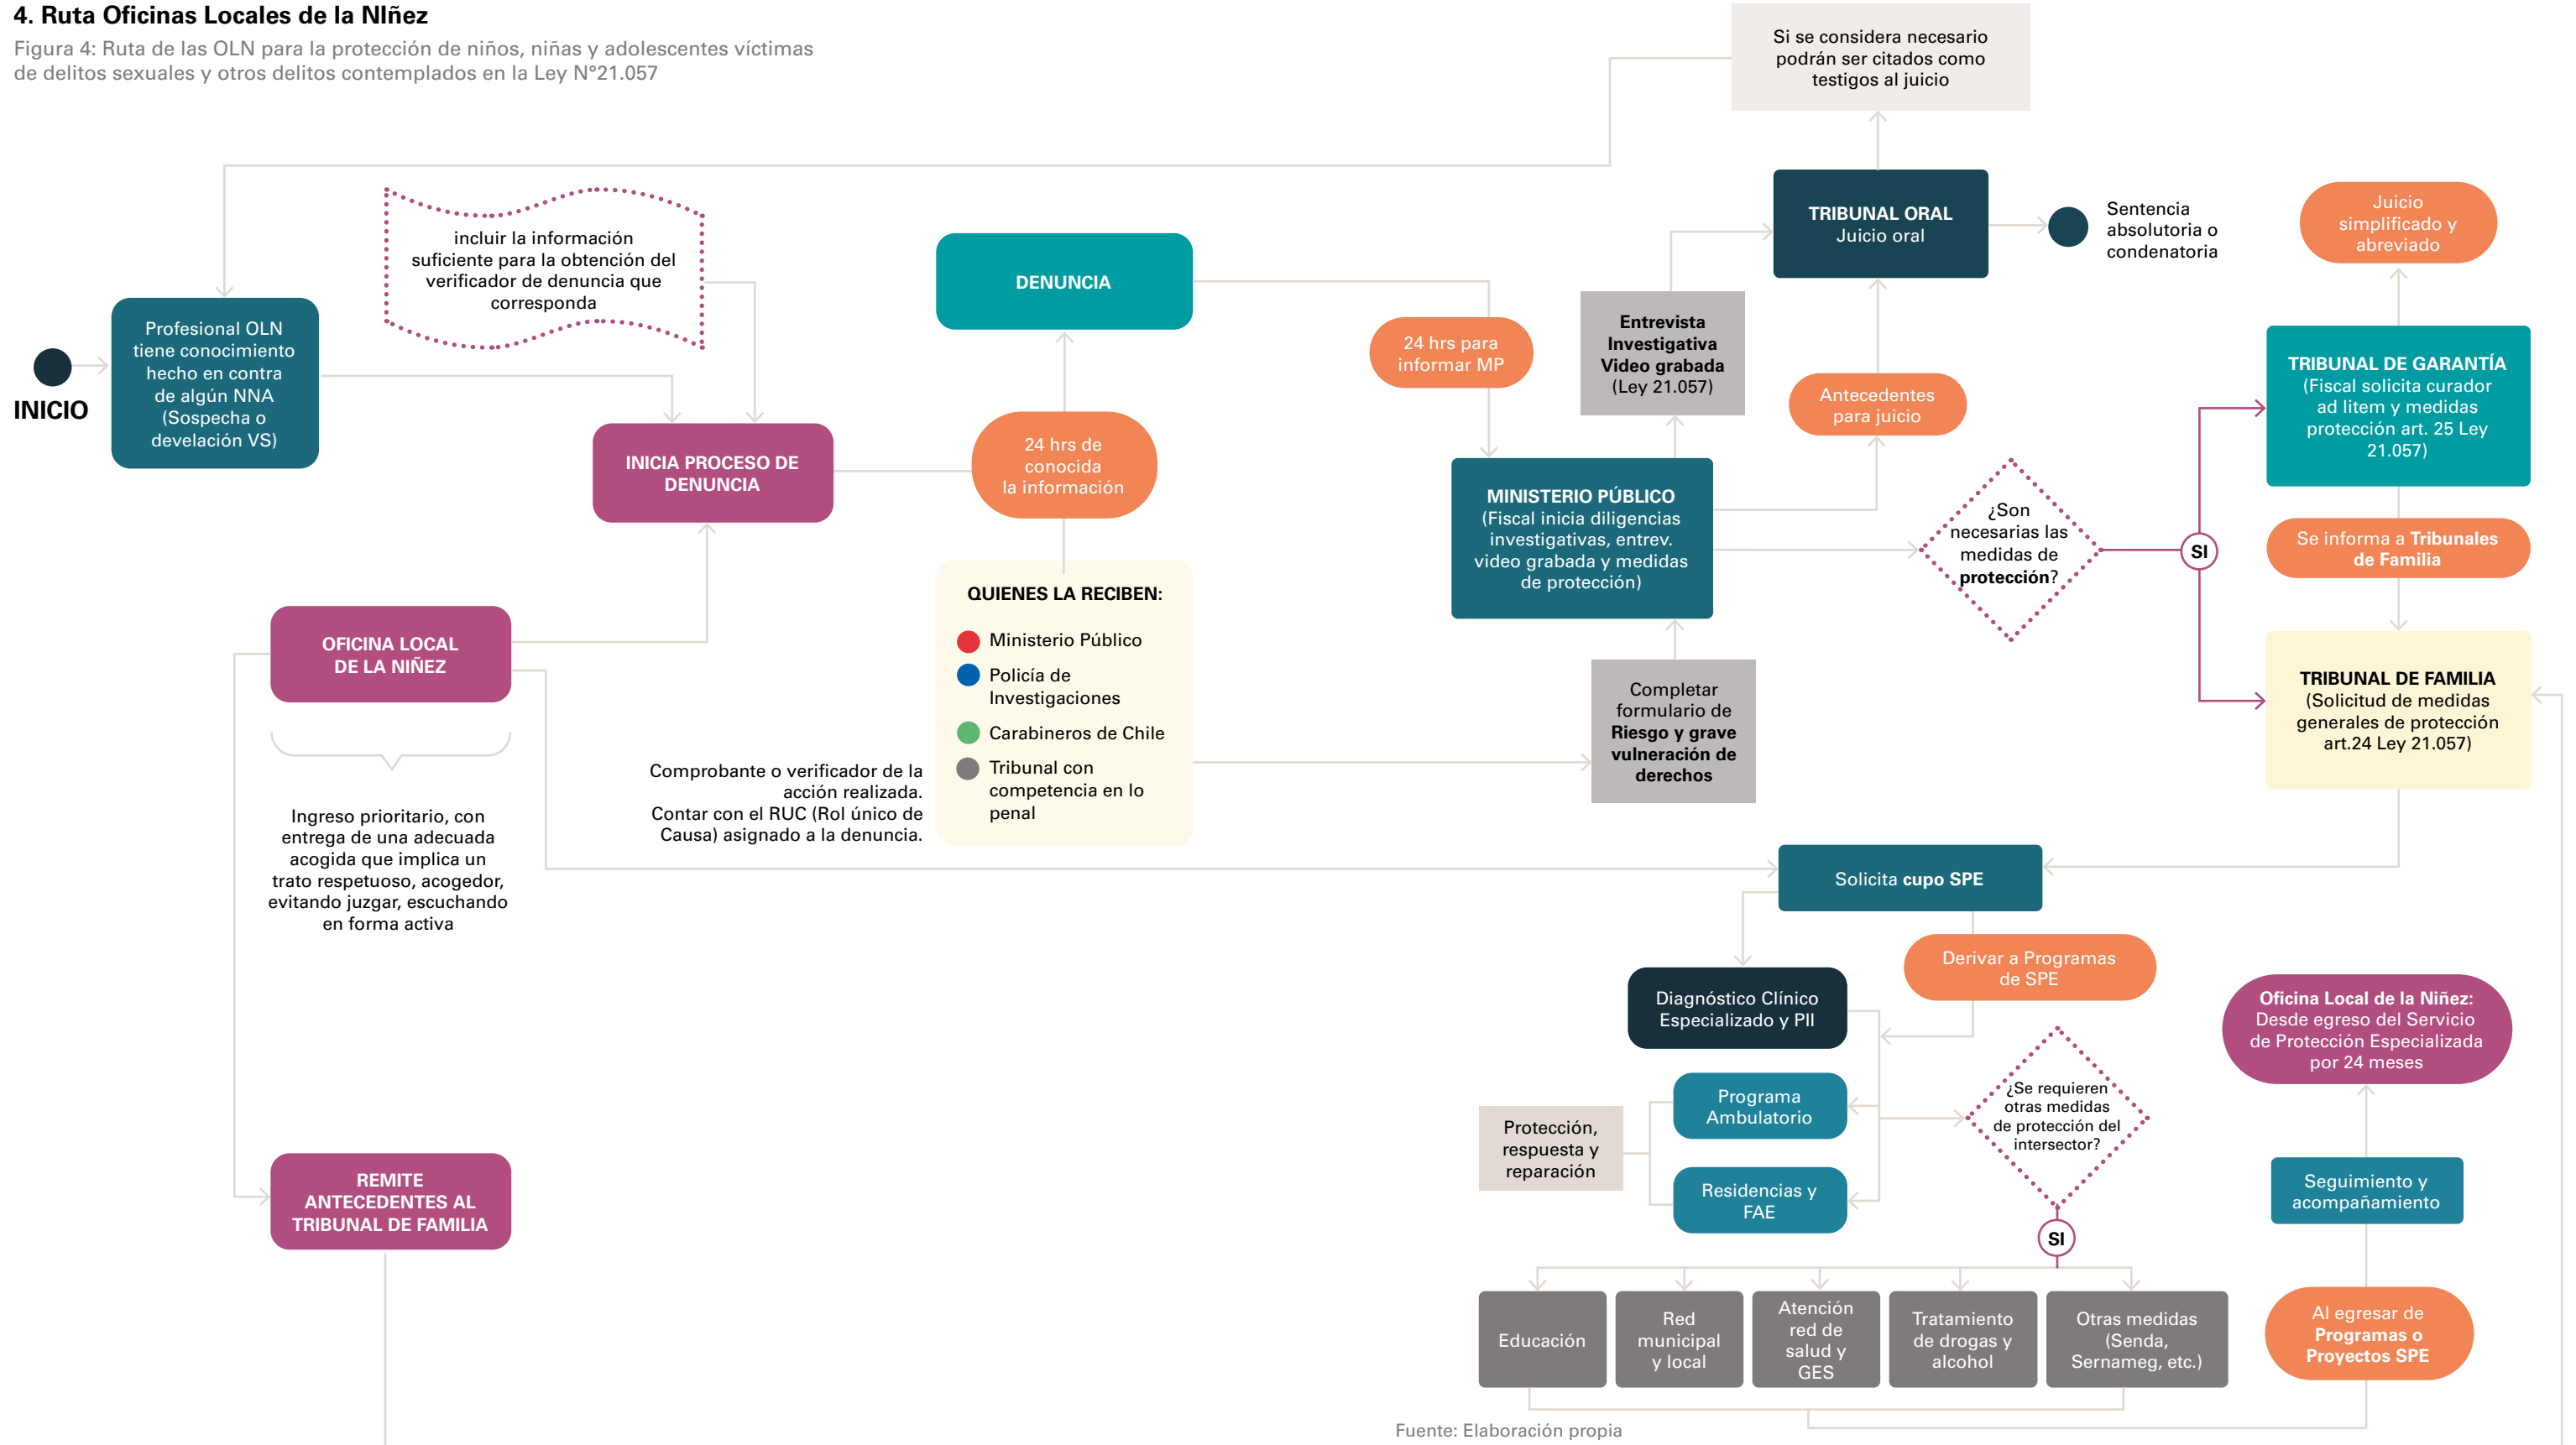 4. Ruta Oficinas Locales de la NIñez
Figura 4: Ruta de las OLN para la protección de niños, niñas y adolescentes víctimas
de delitos sexuales y otros delitos contemplados en la Ley N°21.057
Si se considera necesario
podrán ser citados como
testigos al juicio
INICIO
Profesional OLN
tiene conocimiento
hecho en contra
de algún NNA
(Sospecha o
develación VS)
incluir la información
suficiente para la obtención del
verificador de denuncia que
corresponda
INICIA PROCESO DE
DENUNCIA
DENUNCIA
24 hrs de
conocida
la información
QUIENES LA RECIBEN:
Ministerio Público
Policía de
Investigaciones
Carabineros de Chile
Tribunal con
competencia en lo
penal
Comprobante o verificador de la
acción realizada.
Contar con el RUC (Rol único de
Causa) asignado a la denuncia.
OFICINA LOCAL
DE LA NIÑEZ
Ingreso prioritario, con
entrega de una adecuada
acogida que implica un
trato respetuoso, acogedor,
evitando juzgar, escuchando
en forma activa
REMITE
ANTECEDENTES AL
TRIBUNAL DE FAMILIA
24 hrs para
informar MP
Entrevista
Investigativa
Video grabada
(Ley 21.057)
TRIBUNAL ORAL
Juicio oral
Sentencia
absolutoria o
condenatoria
Antecedentes
para juicio
MINISTERIO PÚBLICO
(Fiscal inicia diligencias
investigativas, entrev.
video grabada y medidas
de protección)
Completar
formulario de
Riesgo y grave
vulneración de
derechos
¿Son
necesarias las
medidas de
protección?
SI
Juicio
simplificado y
abreviado
TRIBUNAL DE GARANTÍA
(Fiscal solicita curador
ad litem y medidas
protección art. 25 Ley
21.057)
Se informa a Tribunales
de Familia
TRIBUNAL DE FAMILIA
(Solicitud de medidas
generales de protección
art.24 Ley 21.057)
Solicita cupo SPE
Derivar a Programas
de SPE
Diagnóstico Clínico
Especializado y PII
Programa
Ambulatorio
Residencias y
FAE
Protección,
respuesta y
reparación
¿Se requieren
otras medidas
de protección del
intersector?
SI
Educación
Red
municipal
y local
Atención
red de
salud y
GES
Tratamiento
de drogas y
alcohol
Otras medidas
(Senda,
Sernameg, etc.)
Oficina Local de la Niñez:
Desde egreso del Servicio
de Protección Especializada
por 24 meses
Seguimiento y
acompañamiento
Al egresar de
Programas o
Proyectos SPE
Fuente: Elaboración propia